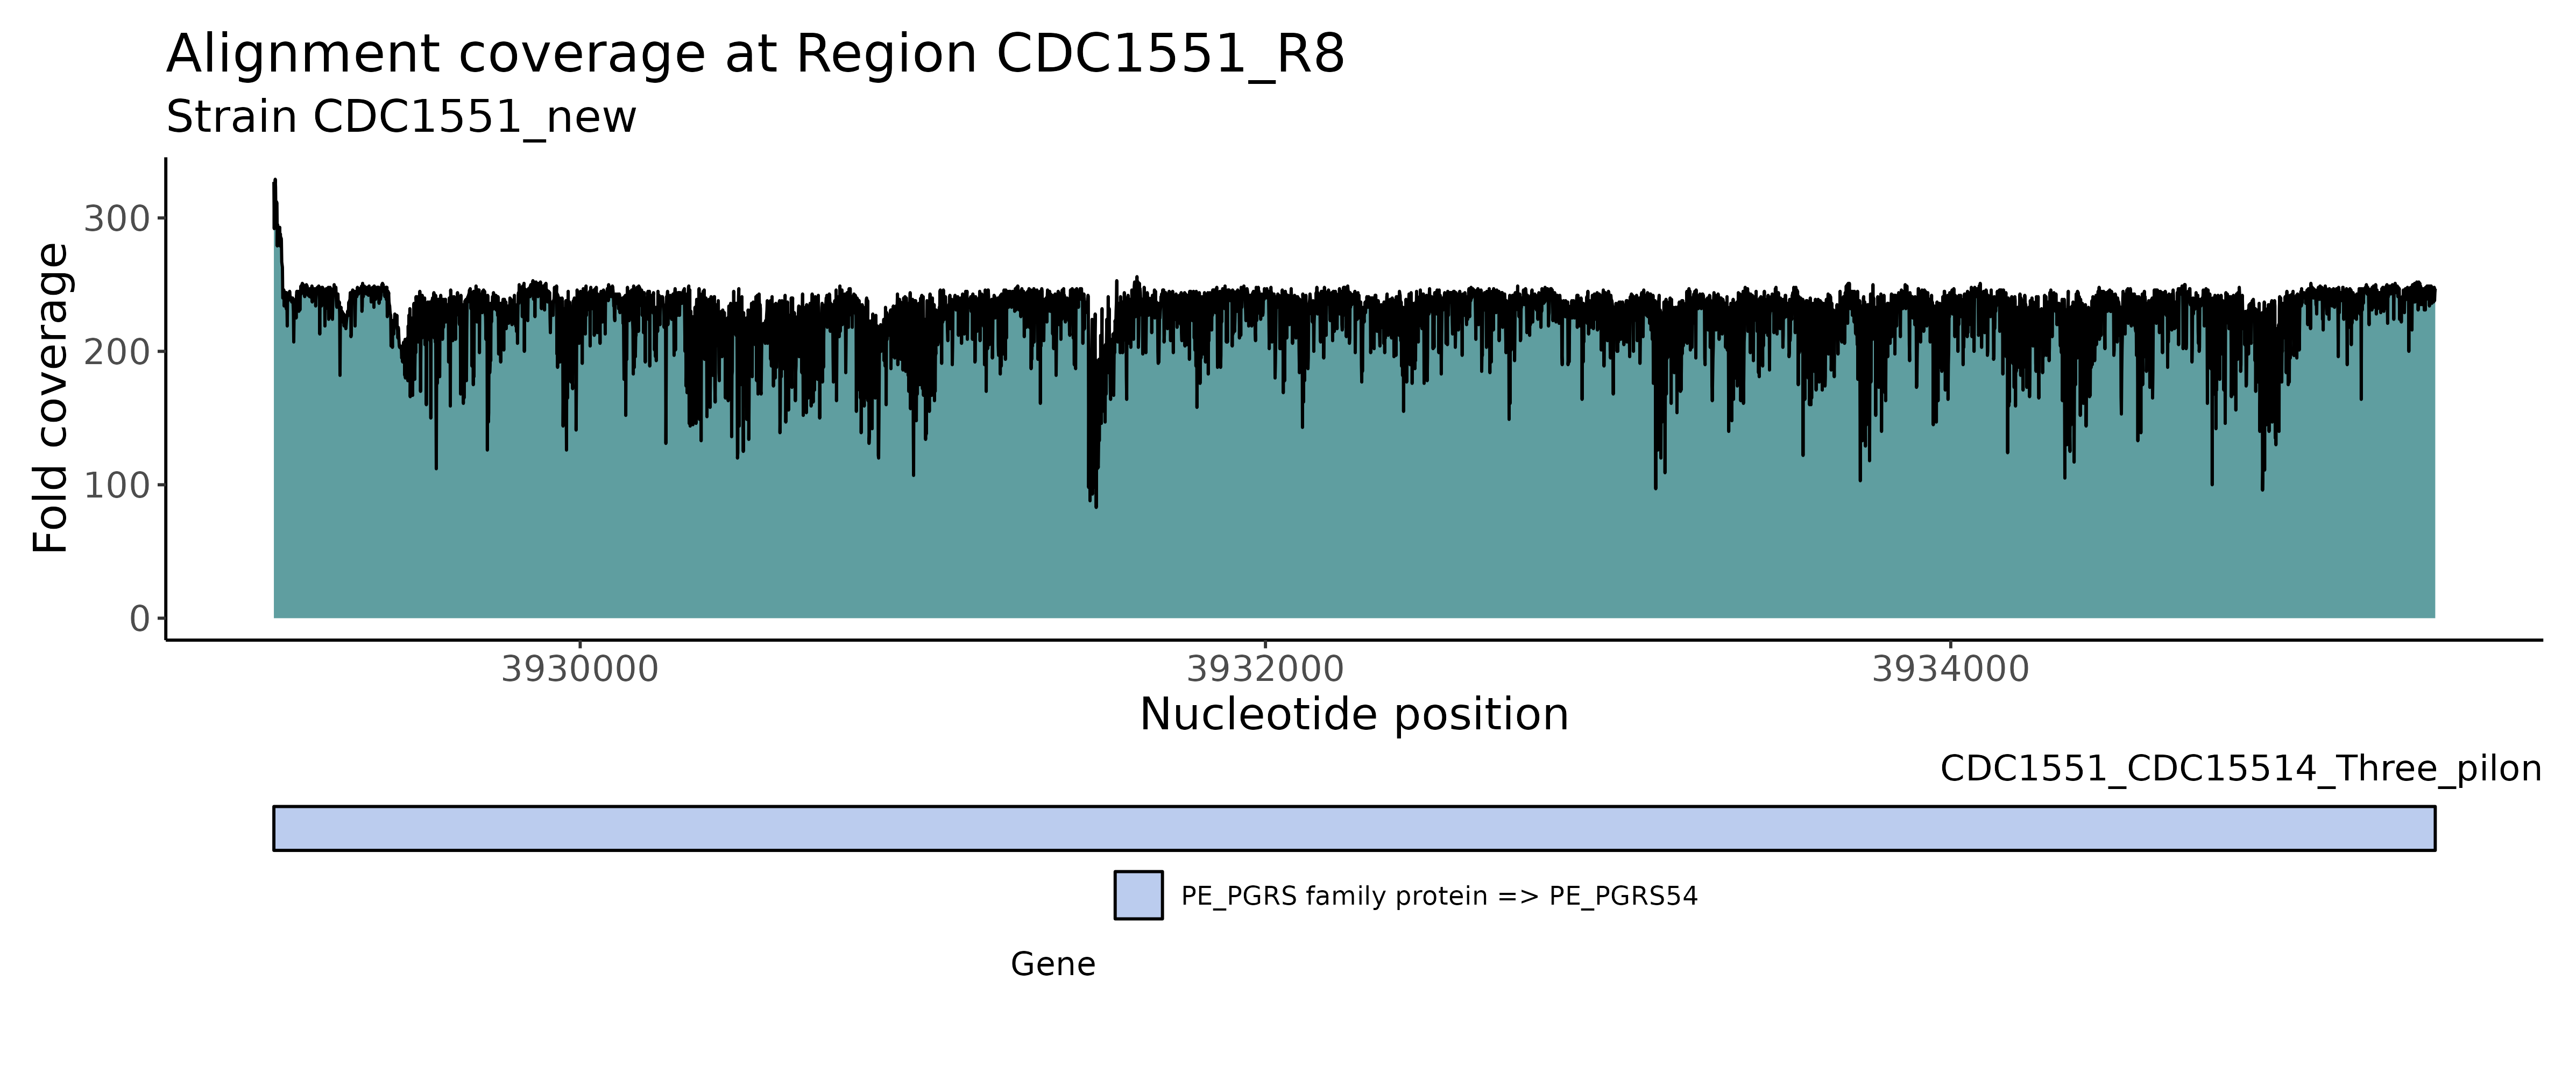 Alignment coverage at Region CDC1551_R8
Strain CDC1551_new
Fold coverage
300
200
100
0
3930000 3932000 3934000
Nucleotide position
CDC1551_CDC15514_Three_pilon
PE_PGRS family protein => PE_PGRS54
Gene